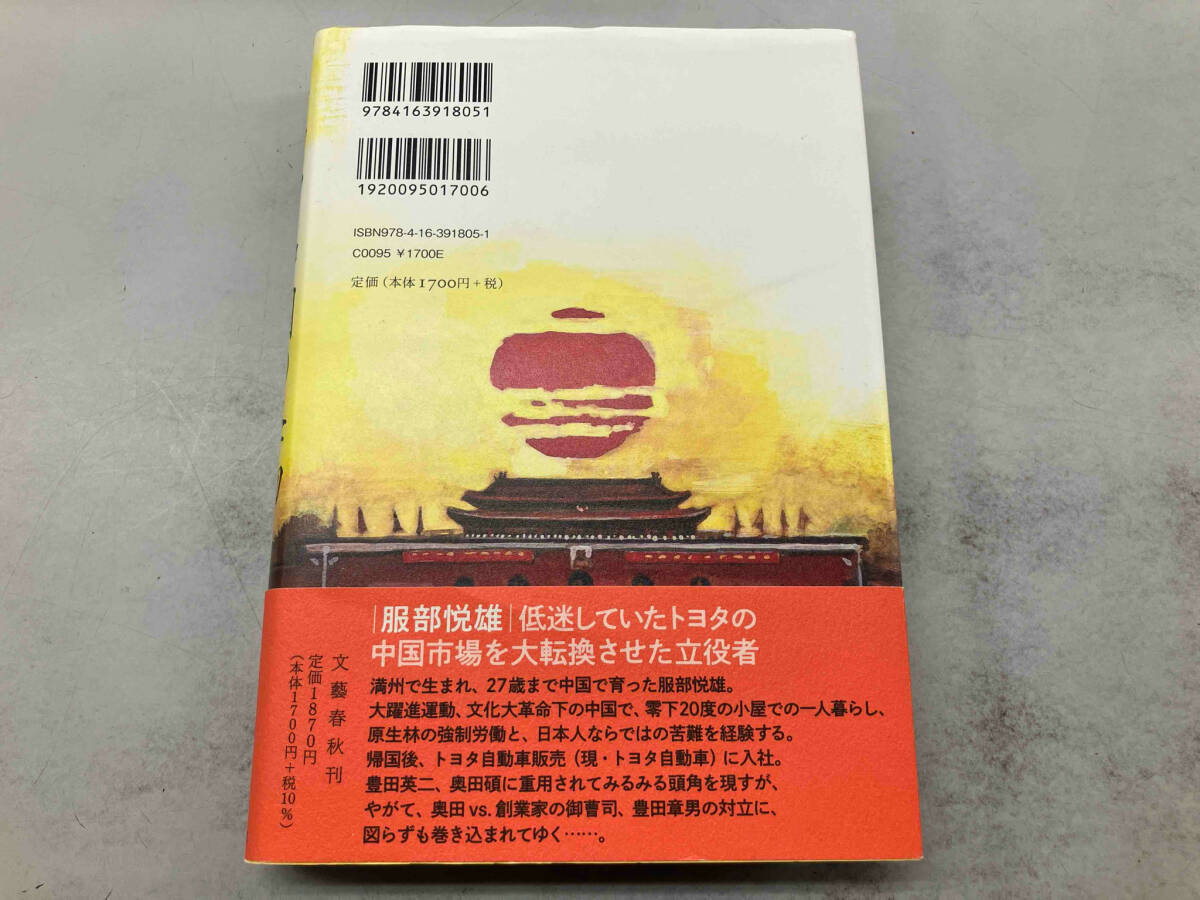 9784163918051
1920095017006
ISBN978-4-16-391805-1
C0095 ¥1700E
定価(本体1700円+税)
|服部悦雄|低迷していたトヨタの
中国市場を大転換させた立役者
満州で生まれ、27歳まで中国で育った服部悦雄。
大躍進運動、文化大革命下の中国で、零下20度の小屋での一人暮らし、
原生林の強制労働と、日本人ならではの苦難を経験する。
帰国後、トヨタ自動車販売(現・トヨタ自動車)に入社。
豊田英二、奥田碩に重用されてみるみる頭角を現すが、
やがて、奥田 vs. 創業家の御曹司、豊田章男の対立に、
図らずも巻き込まれてゆく……。
文藝春秋刊
定価1870円
(本体1700円+税10%)